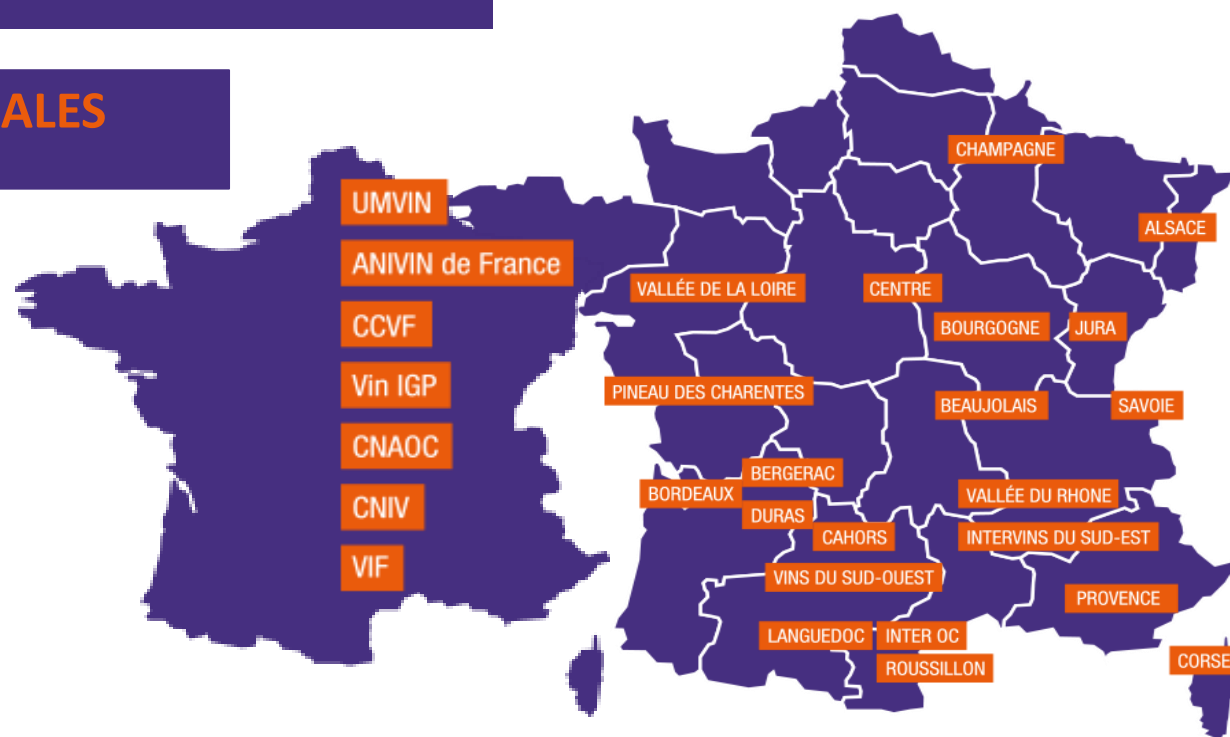 ALES
UMVIN
ANIVIN de France
CCVF
Vin IGP
CNAOC
CNIV
VIF
CHAMPAGNE
ALSACE
VALLÉE DE LA LOIRE
CENTRE
BOURGOGNE
JURA
PINEAU DES CHARENTES
BEAUJOLAIS
SAVOIE
BERGERAC
BORDEAUX
VALLÉE DU RHONE
DURAS
CAHORS
INTERVINS DU SUD-EST
VINS DU SUD-OUEST
PROVENCE
LANGUEDOC
INTER OC
ROUSSILLON
CORSE